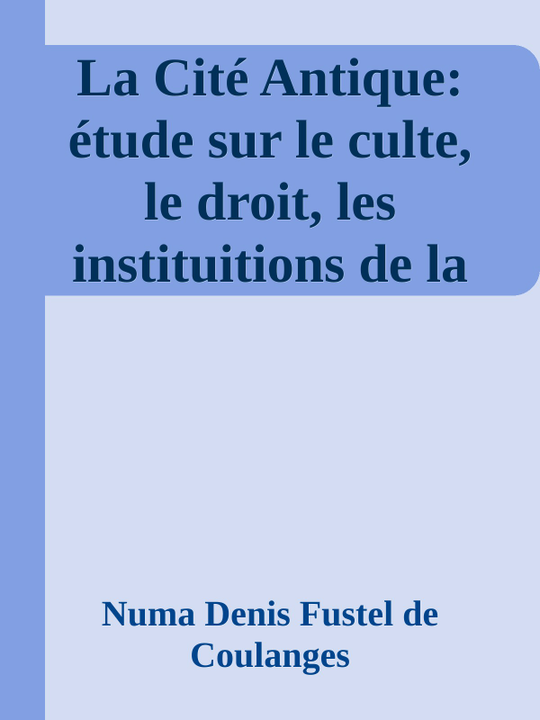 La Cité Antique:
étude sur le culte,
le droit, les
instituitions de la
Numa Denis Fustel de
Coulanges